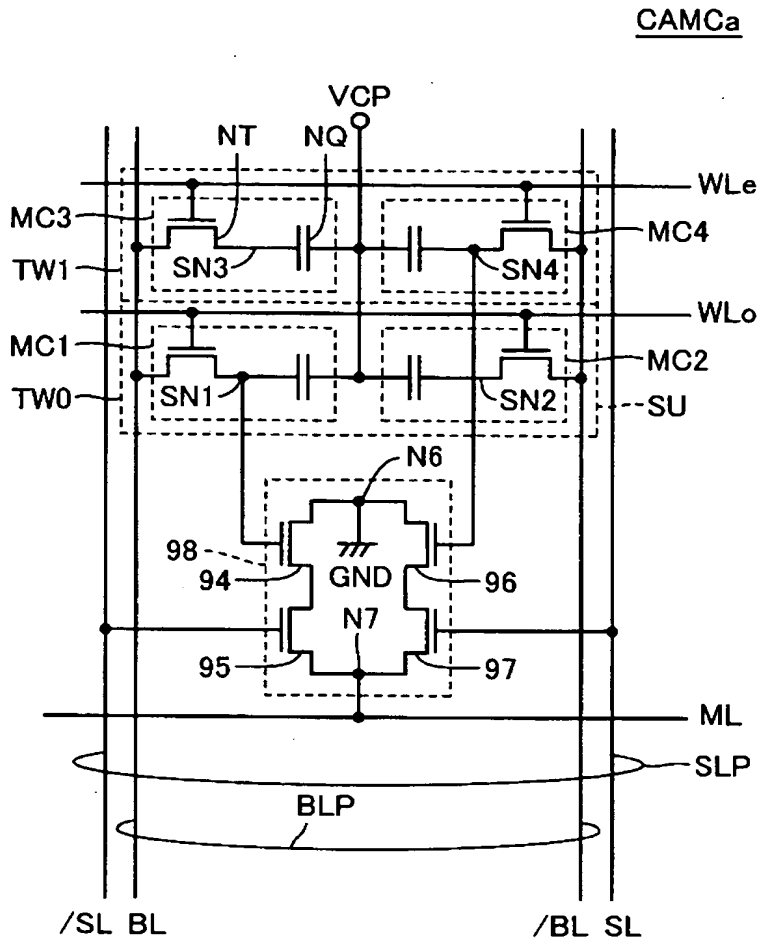 CAMCa
VCP
NT NQ
WLe
MC3 MC4
SN3 SN4
TW1
WLo
MC1 MC2
SN1 SN2
TW0 SU
N6
98
94 GND 96
N7
95 97
ML
SLP
BLP
/SL BL /BL SL